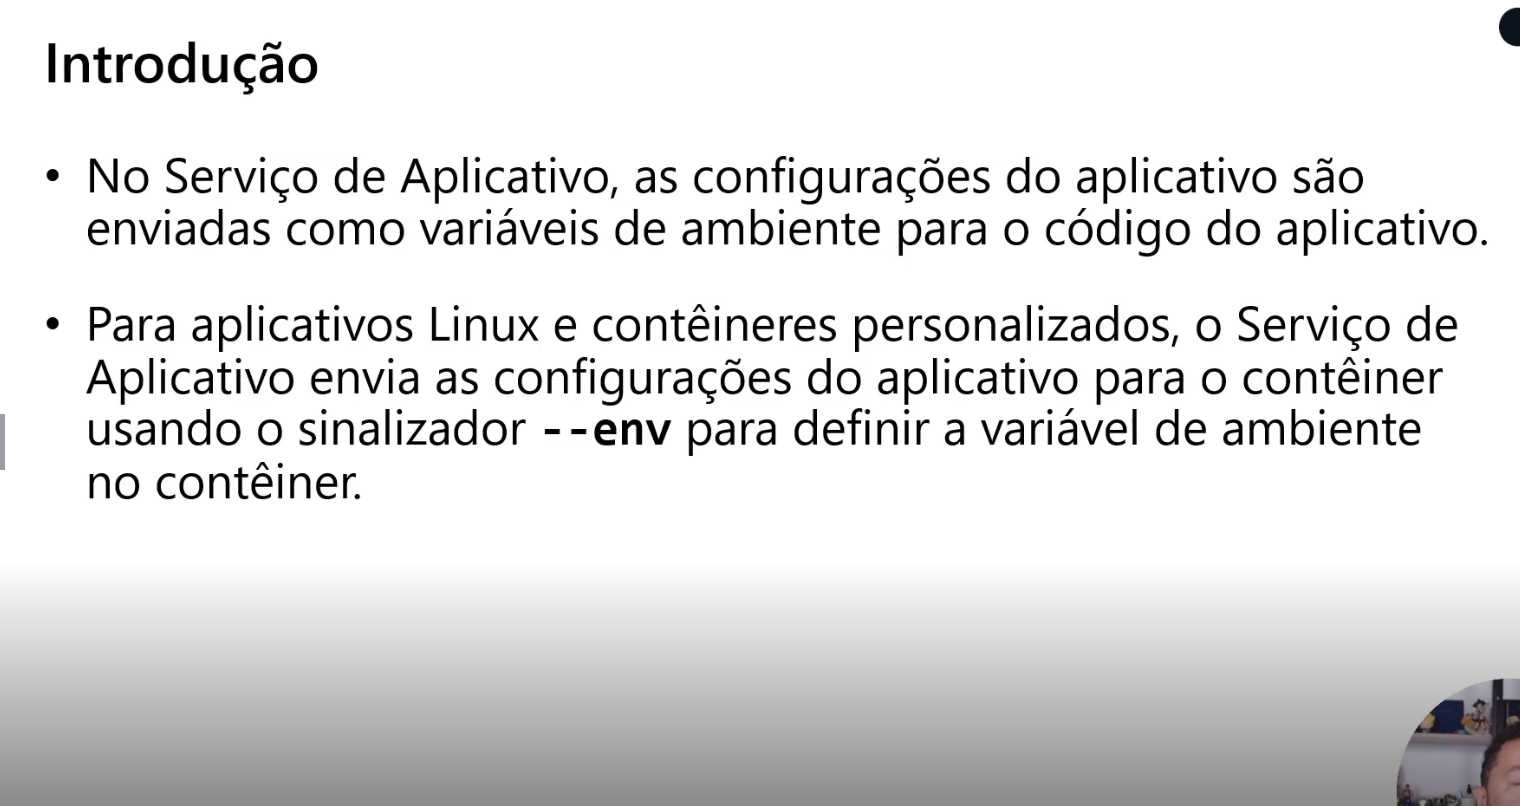 Introdução
• No Serviço de Aplicativo, as configurações do aplicativo são
enviadas como variáveis de ambiente para o código do aplicativo.
• Para aplicativos Linux e contêineres personalizados, o Serviço de
Aplicativo envia as configurações do aplicativo para o contêiner
usando o sinalizador --env para definir a variável de ambiente
no contêiner.